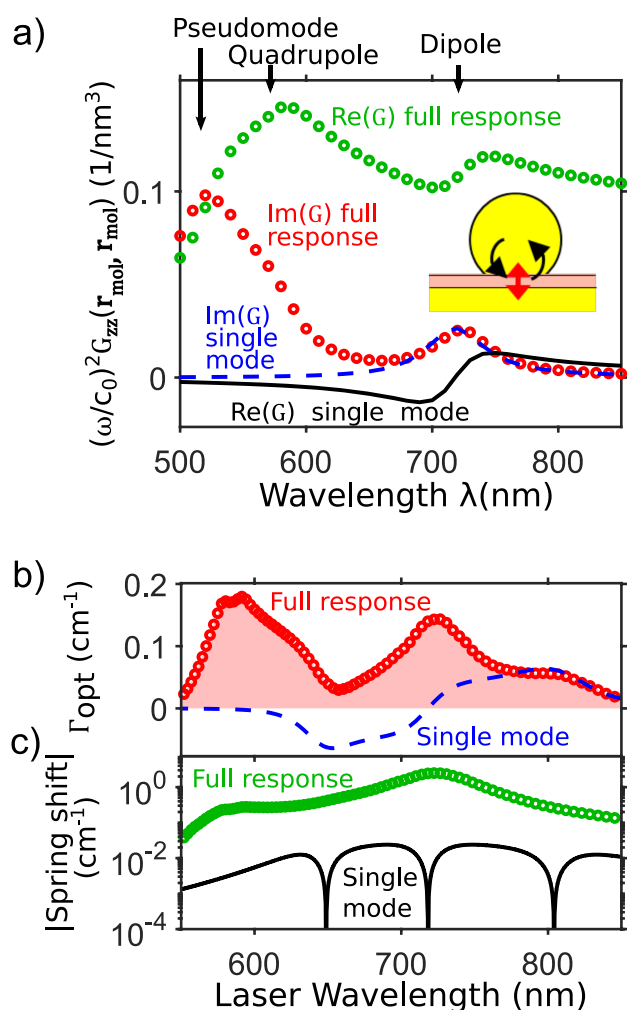 a)
Pseudomode
Quadrupole
Dipole
(ω/c₀)²G_zz(r_mol, r_mol) (1/nm³)
0.1
0
Re(G) full response
Im(G) full
response
Im(G)
single
mode
Re(G) single mode
500
600
700
800
Wavelength λ(nm)
b)
Γopt (cm⁻¹)
0.2
0.1
0
Full response
Single mode
c)
|Spring shift|
(cm⁻¹)
10⁰
10⁻²
10⁻⁴
Full response
Single
mode
600
700
800
Laser Wavelength (nm)